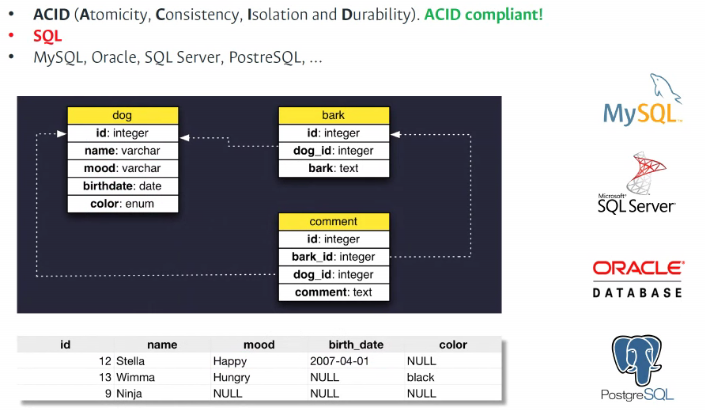 • ACID (Atomicity, Consistency, Isolation and Durability). ACID compliant!
• SQL
• MySQL, Oracle, SQL Server, PostreSQL, ...
dog
id: integer
name: varchar
mood: varchar
birthdate: date
color: enum
bark
id: integer
dog_id: integer
bark: text
comment
id: integer
bark_id: integer
dog_id: integer
comment: text
id name mood birth_date color
12 Stella Happy 2007-04-01 NULL
13 Wimma Hungry NULL black
9 Ninja NULL NULL NULL
MySQL
Microsoft
SQL Server
ORACLE
DATABASE
PostgreSQL